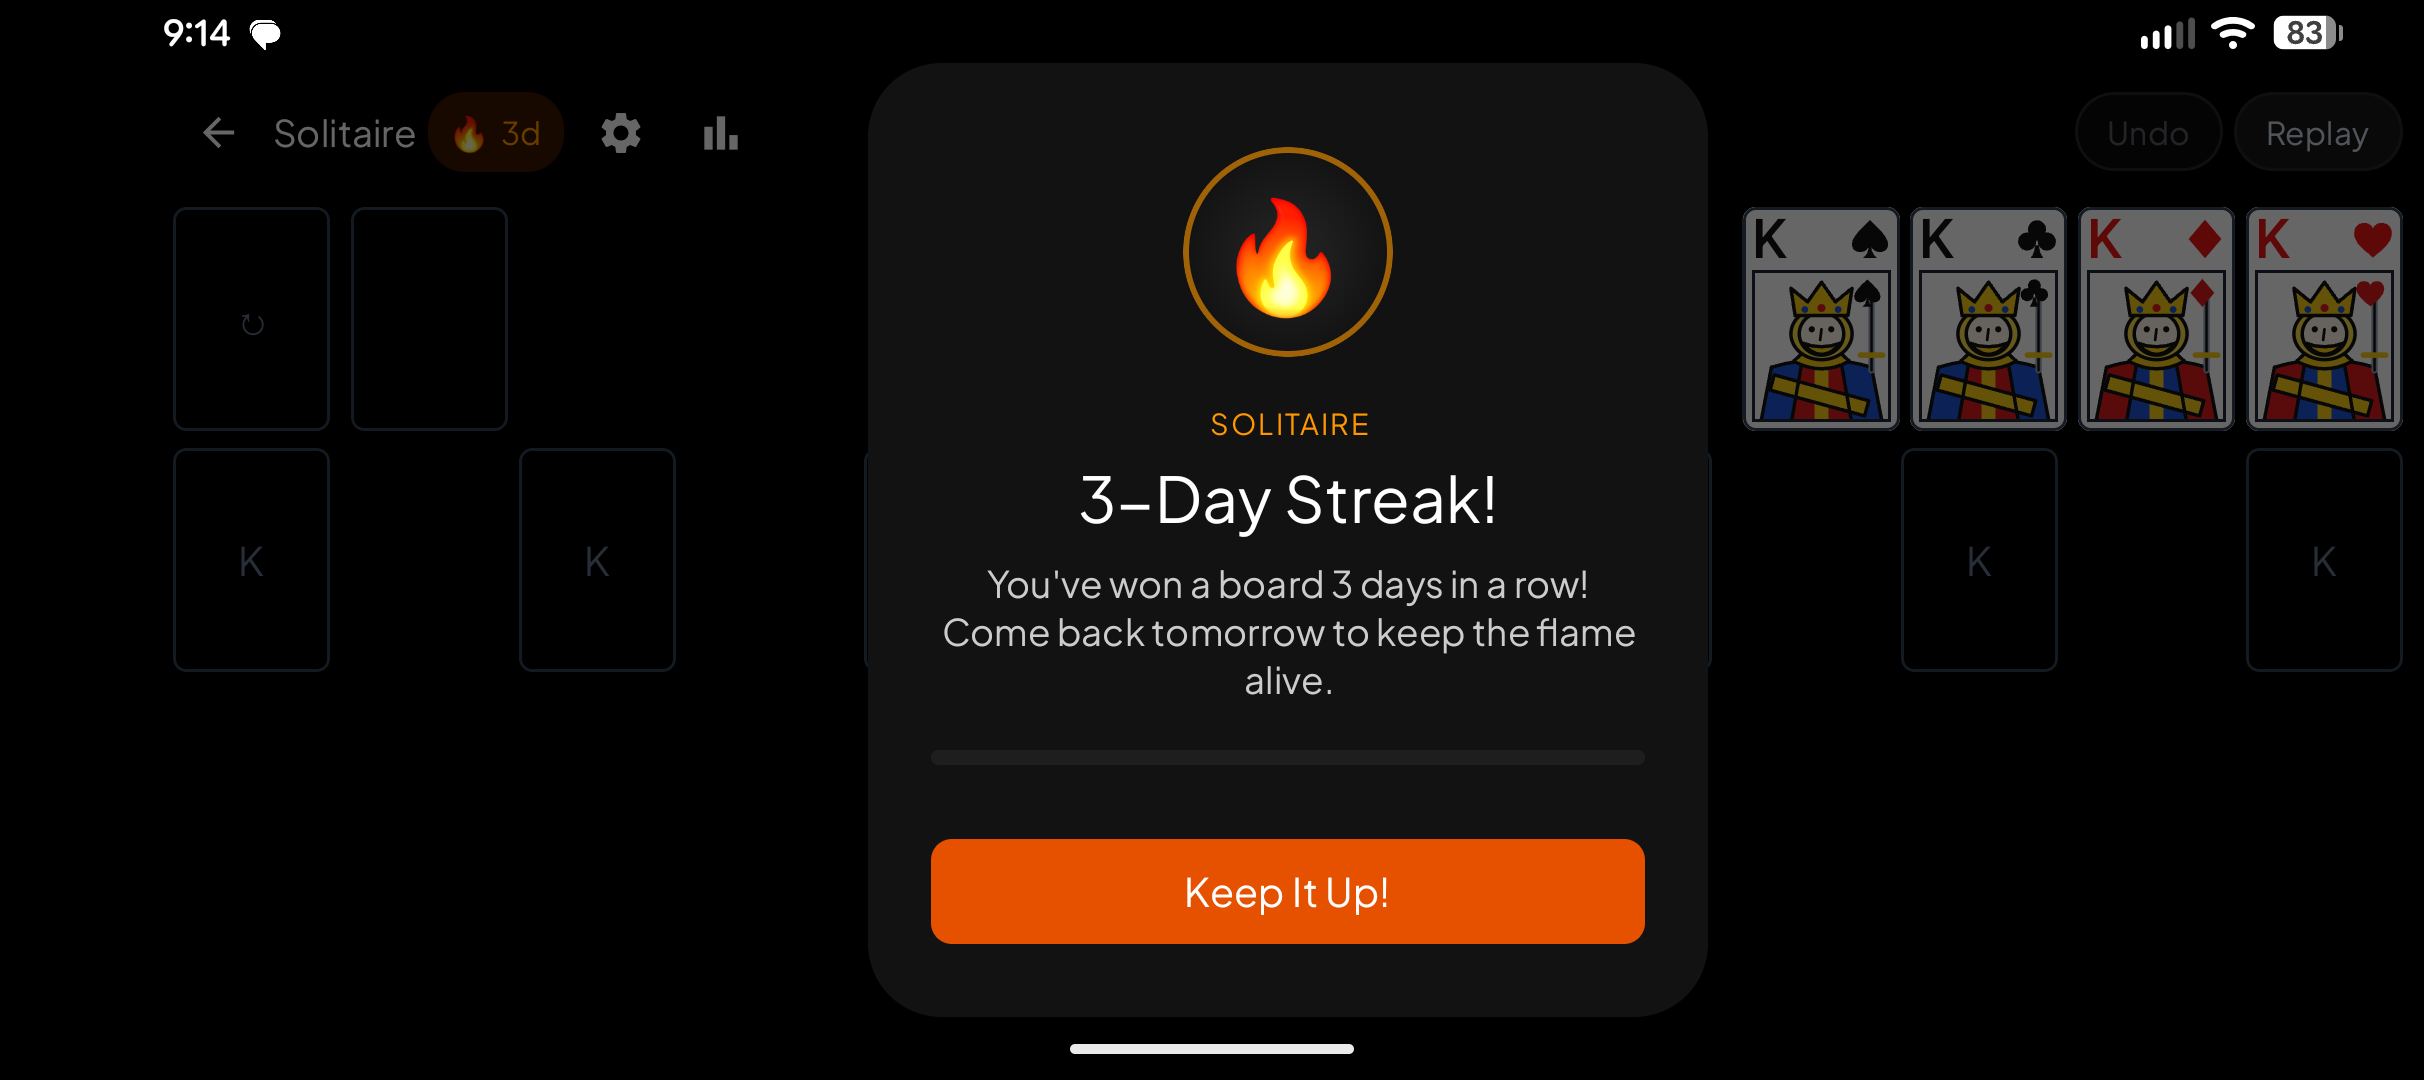 9:14
83
Solitaire 🔥 3d
Undo
Replay
K♠ K♣ K♦ K♥
K K K K
SOLITAIRE
3-Day Streak!
You've won a board 3 days in a row!
Come back tomorrow to keep the flame
alive.
Keep It Up!